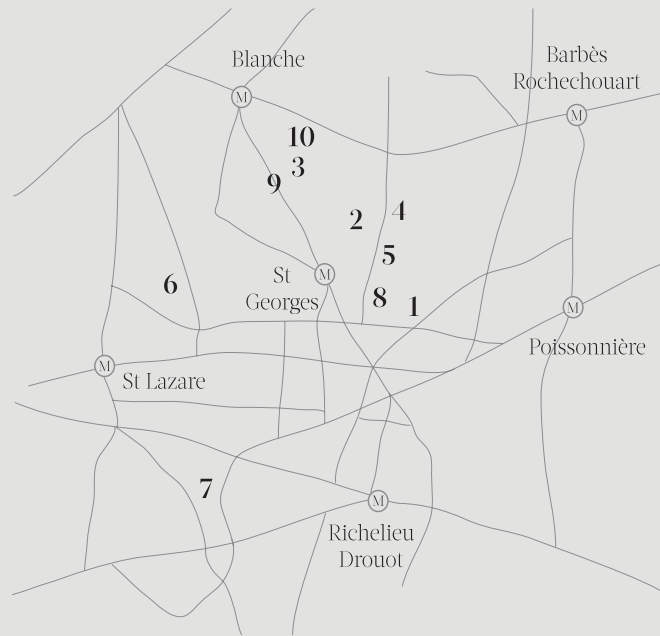 Blanche
Barbès
Rochechouart
M
M
10
3
9
2
4
5
St
Georges
M
6
8
1
M
Poissonnière
M
St Lazare
7
M
Richelieu
Drouot